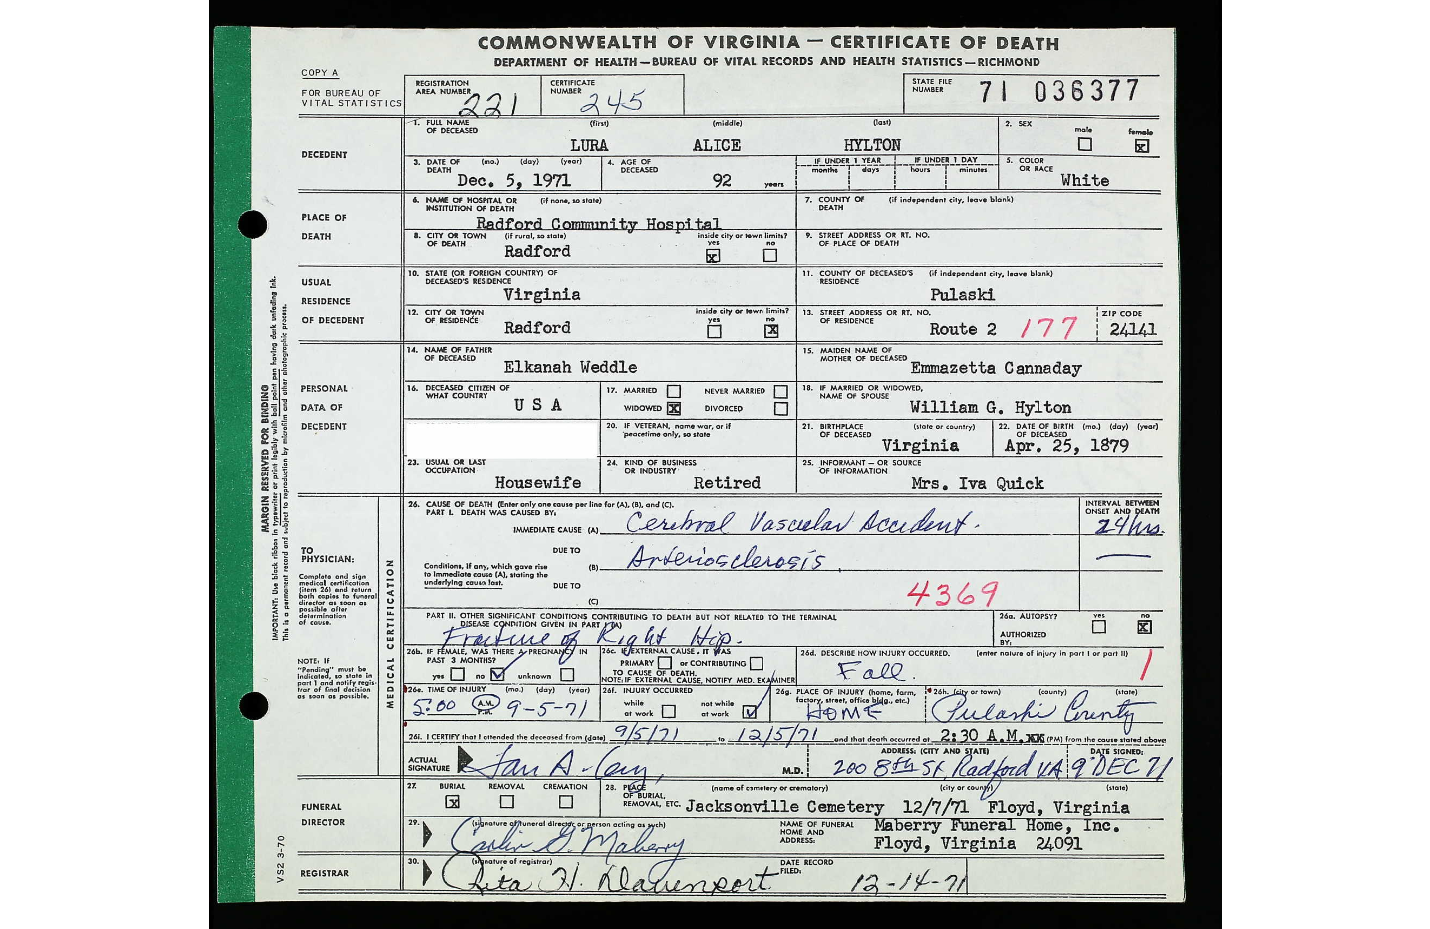 COMMONWEALTH OF VIRGINIA — CERTIFICATE OF DEATH
DEPARTMENT OF HEALTH—BUREAU OF VITAL RECORDS AND HEALTH STATISTICS—RICHMOND
COPY A
FOR BUREAU OF VITAL STATISTICS
REGISTRATION AREA NUMBER 221
CERTIFICATE NUMBER 245
STATE FILE NUMBER 71 036377
DECEDENT
1. FULL NAME OF DECEASED (first) (middle) (last)
LURA ALICE HYLTON
2. SEX male female x
3. DATE OF DEATH (mo.) (day) (year)
Dec. 5, 1971
4. AGE OF DECEASED 92 years
IF UNDER 1 YEAR months days
IF UNDER 1 DAY hours minutes
5. COLOR OR RACE White
PLACE OF DEATH
6. NAME OF HOSPITAL OR INSTITUTION OF DEATH (if none, so state)
Radford Community Hospital
7. COUNTY OF DEATH (if independent city, leave blank)
8. CITY OR TOWN OF DEATH (if rural, so state)
Radford
inside city or town limits? yes x no
9. STREET ADDRESS OR RT. NO. OF PLACE OF DEATH
USUAL RESIDENCE OF DECEDENT
10. STATE (OR FOREIGN COUNTRY) OF DECEASED'S RESIDENCE
Virginia
11. COUNTY OF DECEASED'S RESIDENCE (if independent city, leave blank)
Pulaski
12. CITY OR TOWN OF RESIDENCE
Radford
inside city or town limits? yes no x
13. STREET ADDRESS OR RT. NO. OF RESIDENCE
Route 2 177
ZIP CODE 24141
PERSONAL DATA OF DECEDENT
14. NAME OF FATHER OF DECEASED
Elkanah Weddle
15. MAIDEN NAME OF MOTHER OF DECEASED
Emmazetta Cannaday
16. DECEASED CITIZEN OF WHAT COUNTRY
U S A
17. MARRIED NEVER MARRIED
WIDOWED x DIVORCED
18. IF MARRIED OR WIDOWED, NAME OF SPOUSE
William G. Hylton
20. IF VETERAN, name war, or if peacetime only, so state
21. BIRTHPLACE OF DECEASED (state or country)
Virginia
22. DATE OF BIRTH OF DECEASED (mo.) (day) (year)
Apr. 25, 1879
23. USUAL OR LAST OCCUPATION
Housewife
24. KIND OF BUSINESS OR INDUSTRY
Retired
25. INFORMANT — OR SOURCE OF INFORMATION
Mrs. Iva Quick
MARGIN RESERVED FOR BINDING
IMPORTANT: Use black ribbon in typewriter or print legibly with ball point pen having dark unfading ink.
This is a permanent record and subject to reproduction by microfilm and other photographic process.
TO PHYSICIAN:
Complete and sign medical certification (item 26) and return both copies to funeral director as soon as possible after determination of cause.
NOTE: IF "Pending" must be indicated, so state in part 1 and notify registrar of final decision as soon as possible.
MEDICAL CERTIFICATION
26. CAUSE OF DEATH (Enter only one cause per line for (A), (B), and (C).
PART I. DEATH WAS CAUSED BY:
INTERVAL BETWEEN ONSET AND DEATH
IMMEDIATE CAUSE (A) Cerebral Vascular Accident. 24hrs.
DUE TO
Conditions, if any, which gave rise to immediate cause (A), stating the underlying cause last.
(B) Arteriosclerosis
DUE TO
(C)
4369
PART II. OTHER SIGNIFICANT CONDITIONS CONTRIBUTING TO DEATH BUT NOT RELATED TO THE TERMINAL DISEASE CONDITION GIVEN IN PART I(A)
Fracture of Right Hip.
26a. AUTOPSY? yes no x
AUTHORIZED BY:
26b. IF FEMALE, WAS THERE A PREGNANCY IN PAST 3 MONTHS?
yes no ✓ unknown
26c. IF EXTERNAL CAUSE, IT WAS
PRIMARY or CONTRIBUTING
TO CAUSE OF DEATH.
NOTE: IF EXTERNAL CAUSE, NOTIFY MED. EXAMINER
26d. DESCRIBE HOW INJURY OCCURRED. (enter nature of injury in part I or part II)
Fall. 1
26e. TIME OF INJURY (mo.) (day) (year)
5:00 A.M. P.M. 9-5-71
26f. INJURY OCCURRED
while at work not while at work ✓
26g. PLACE OF INJURY (home, farm, factory, street, office bldg., etc.)
HOME
26h. (city or town) (county) (state)
Pulaski County
26i. I CERTIFY that I attended the deceased from (date) 9/5/71 to 12/5/71 and that death occurred at 2:30 A.M. (PM) from the cause stated above
ACTUAL SIGNATURE M.D.
ADDRESS: (CITY AND STATE)
200 8th St, Radford VA
DATE SIGNED:
9 DEC 71
FUNERAL DIRECTOR
27. BURIAL x REMOVAL CREMATION
28. PLACE OF BURIAL, REMOVAL, ETC. (name of cemetery or crematory) (city or county) (state)
Jacksonville Cemetery 12/7/71 Floyd, Virginia
29. (signature of funeral director or person acting as such)
G. Maberry
NAME OF FUNERAL HOME AND ADDRESS:
Maberry Funeral Home, Inc.
Floyd, Virginia 24091
REGISTRAR
30. (signature of registrar)
Rita H. Davenport
DATE RECORD FILED:
12-14-71
VS2 3-70